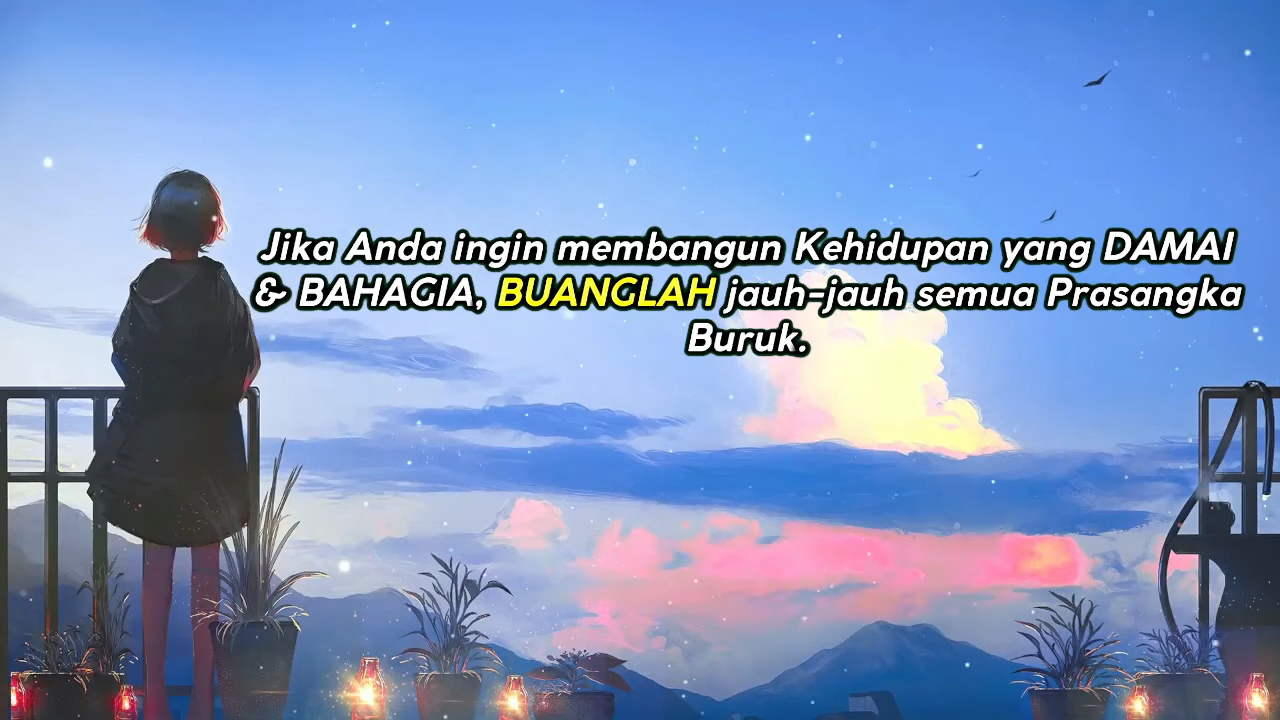 Jika Anda ingin membangun Kehidupan yang DAMAI
& BAHAGIA, BUANGLAH jauh-jauh semua Prasangka
Buruk.